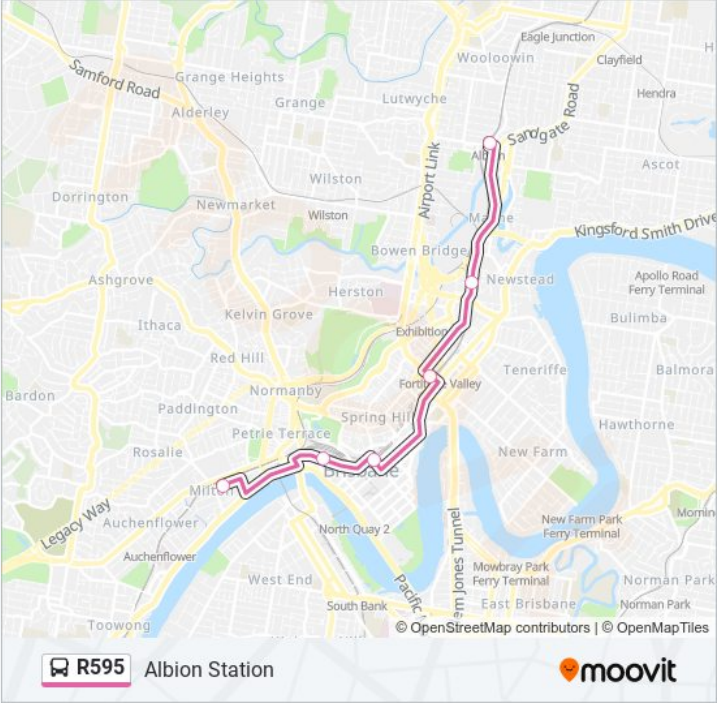 Eagle Junction
Wooloowin
Clayfield
Samford Road
Grange Heights
Hendra
Grange
Lutwyche
Alderley
Sandgate Road
Airport Link
Ascot
Wilston
Dorrington
Newmarket
Wilston
Kingsford Smith Drive
Bowen Bridge
Ashgrove
Newstead
Apollo Road
Ferry Terminal
Herston
Kelvin Grove
Bulimba
Ithaca
Exhibition
Red Hill
Teneriffe
Balmora
Normanby
Bardon
Paddington
Spring Hill
Hawthorne
Petrie Terrace
Rosalie
New Farm
Brisbane
Legacy Way
Auchenflower
North Quay 2
New Farm Park
Ferry Terminal
Auchenflower
West End
Mowbray Park
Ferry Terminal
Norman Park
South Bank
East Brisbane
Norman Park
Toowong
© OpenStreetMap contributors | © OpenMapTiles
R595 Albion Station
moovit